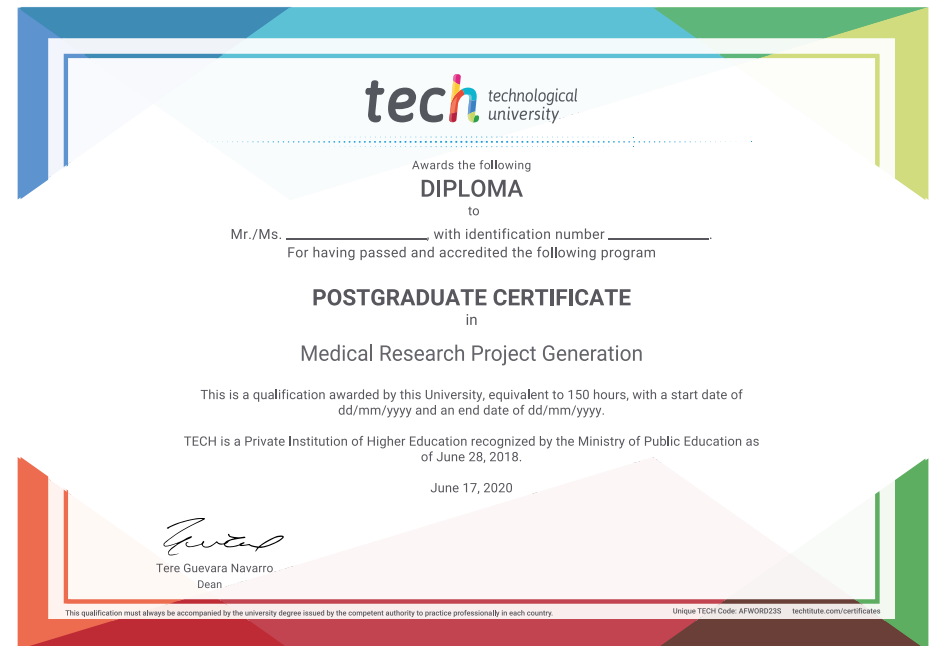 tech technological
university
Awards the following
DIPLOMA
to
Mr./Ms. ____________________, with identification number ______________.
For having passed and accredited the following program
POSTGRADUATE CERTIFICATE
in
Medical Research Project Generation
This is a qualification awarded by this University, equivalent to 150 hours, with a start date of
dd/mm/yyyy and an end date of dd/mm/yyyy.
TECH is a Private Institution of Higher Education recognized by the Ministry of Public Education as
of June 28, 2018.
June 17, 2020
Tere Guevara Navarro
Dean
This qualification must always be accompanied by the university degree issued by the competent authority to practice professionally in each country.
Unique TECH Code: AFWORD23S techtitute.com/certificates